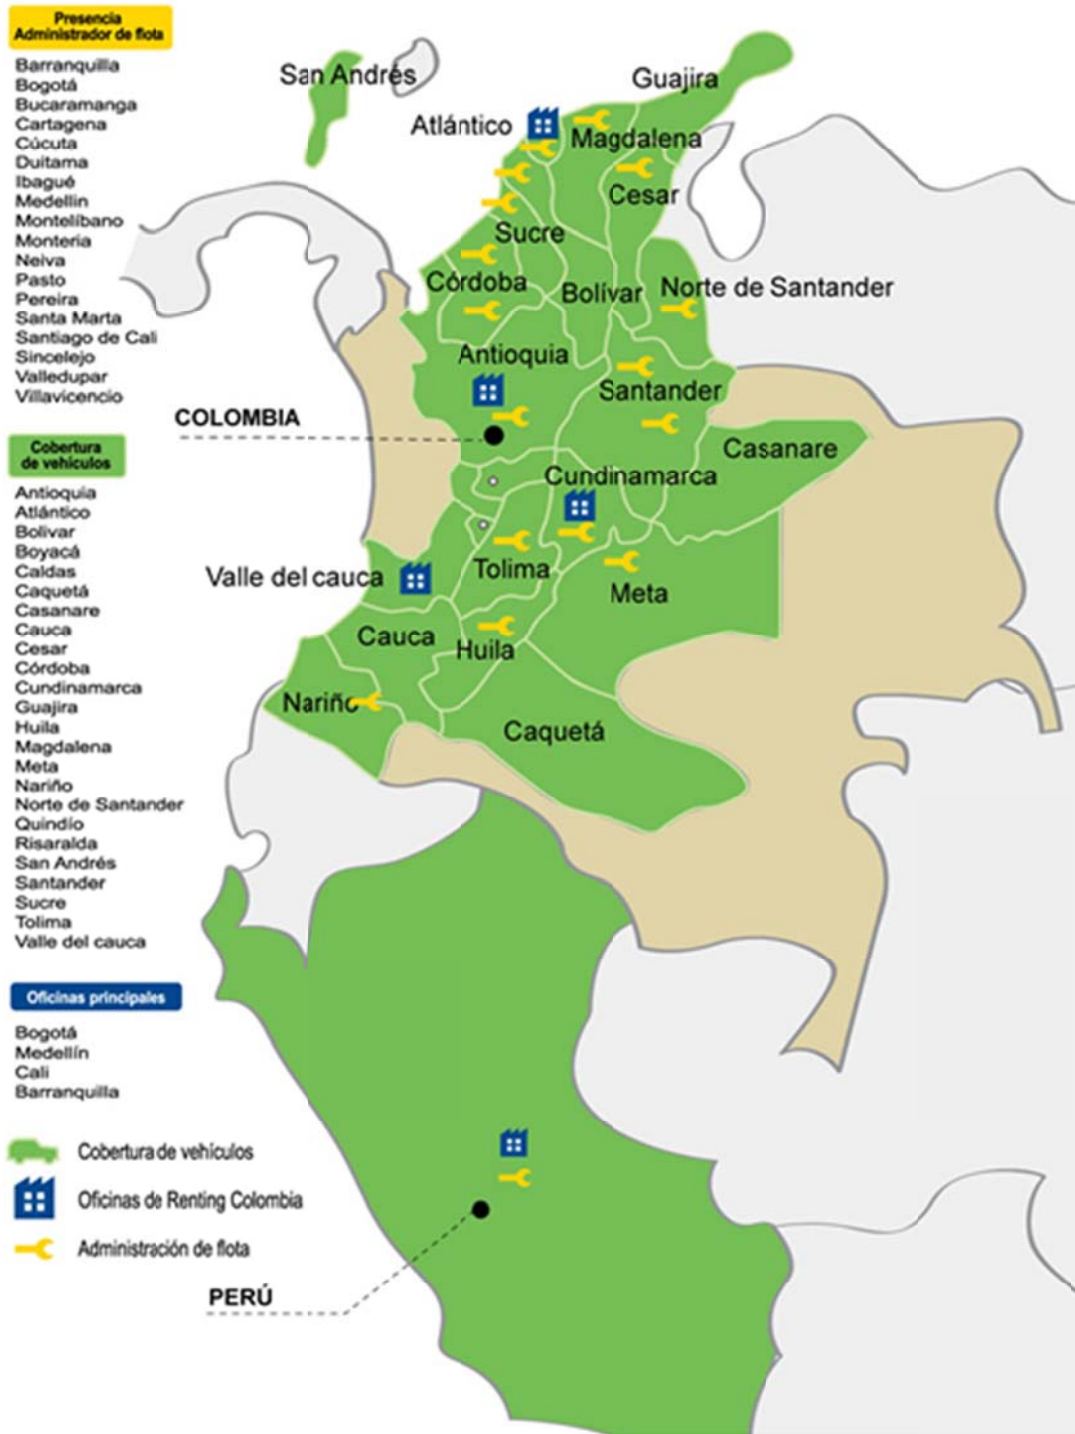 Presencia
Administrador de flota
Barranquilla
Bogotá
Bucaramanga
Cartagena
Cúcuta
Duitama
Ibagué
Medellin
Montelíbano
Monteria
Neiva
Pasto
Pereira
Santa Marta
Santiago de Cali
Sincelejo
Valledupar
Villavicencio
Cobertura
de vehículos
Antioquia
Atlántico
Bolivar
Boyacá
Caldas
Caquetá
Casanare
Cauca
Cesar
Córdoba
Cundinamarca
Guajira
Huila
Magdalena
Meta
Nariño
Norte de Santander
Quindío
Risaralda
San Andrés
Santander
Sucre
Tolima
Valle del cauca
Oficinas principales
Bogotá
Medellín
Cali
Barranquilla
Cobertura de vehículos
Oficinas de Renting Colombia
Administración de flota
San Andrés
Guajira
Atlántico
Magdalena
Cesar
Sucre
Córdoba
Bolívar
Norte de Santander
Antioquia
Santander
COLOMBIA
Casanare
Cundinamarca
Valle del cauca
Tolima
Meta
Cauca
Huila
Nariño
Caquetá
PERÚ